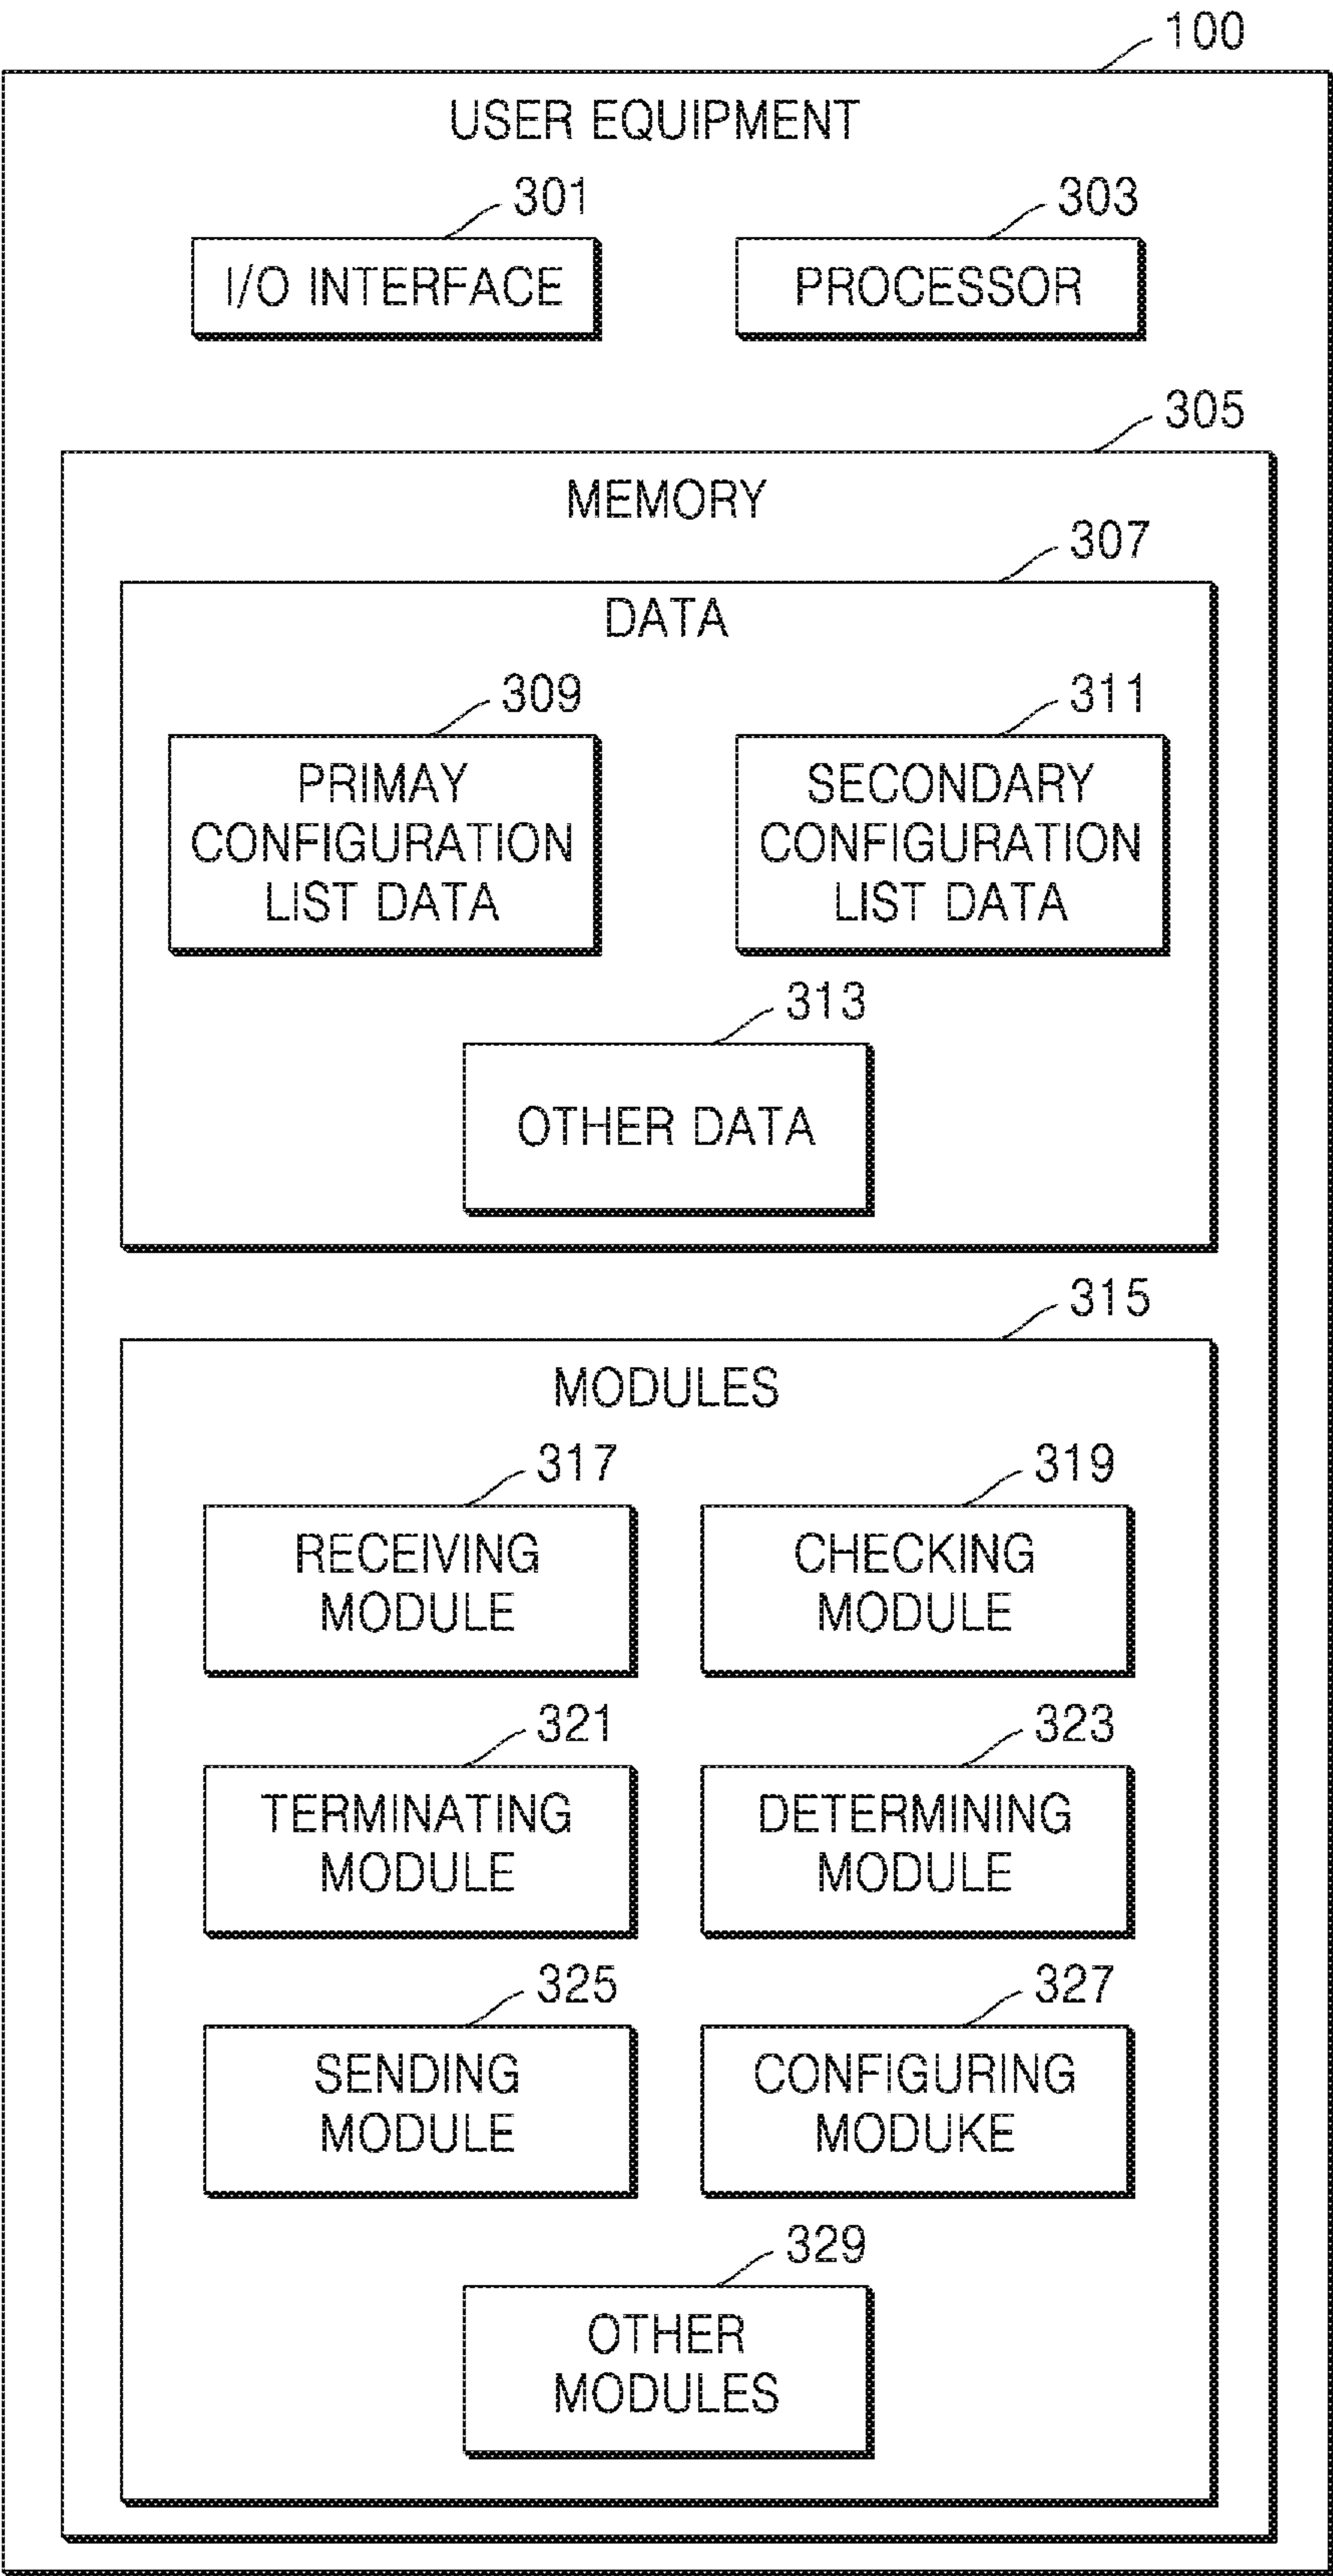 100
USER EQUIPMENT
301
303
I/O INTERFACE
PROCESSOR
305
MEMORY
307
DATA
309
311
PRIMAY
CONFIGURATION
LIST DATA
SECONDARY
CONFIGURATION
LIST DATA
313
OTHER DATA
315
MODULES
317
319
RECEIVING
MODULE
CHECKING
MODULE
321
323
TERMINATING
MODULE
DETERMINING
MODULE
325
327
SENDING
MODULE
CONFIGURING
MODUKE
329
OTHER
MODULES